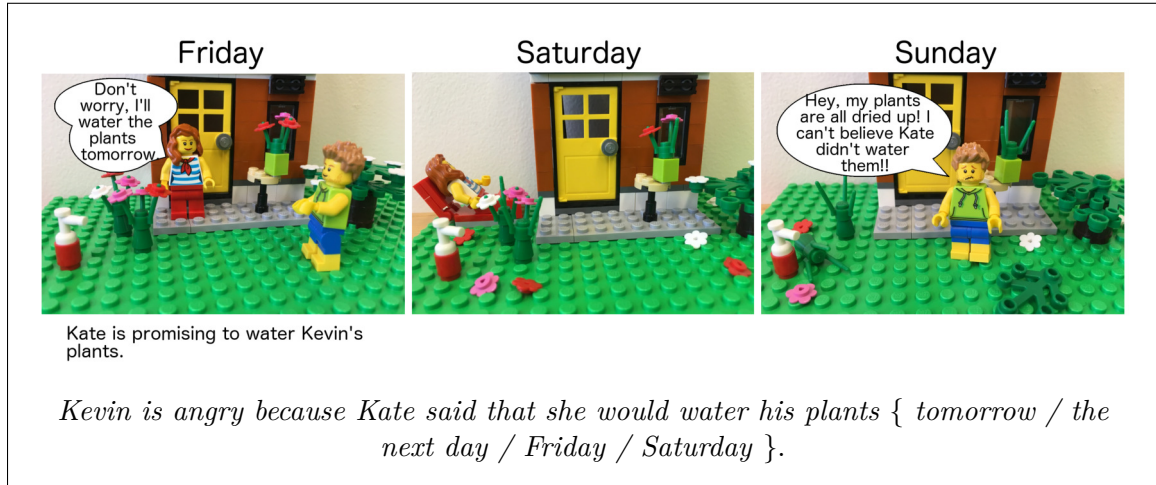 Friday
Saturday
Sunday
Don't
worry, I'll
water the
plants
tomorrow
Hey, my plants
are all dried up! I
can't believe Kate
didn't water
them!!
Kate is promising to water Kevin's
plants.
Kevin is angry because Kate said that she would water his plants { tomorrow / the
next day / Friday / Saturday }.